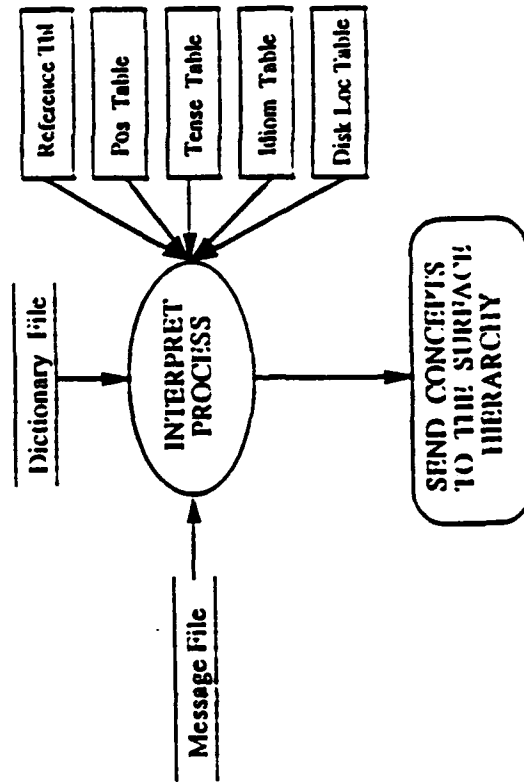 Dictionary File
Message File
INTERPRET
PROCESS
Reference Tbl
Pos Table
Tense Table
Idiom Table
Disk Loc Table
SEND CONCEPTS
TO THE SURFACE
HIERARCHY